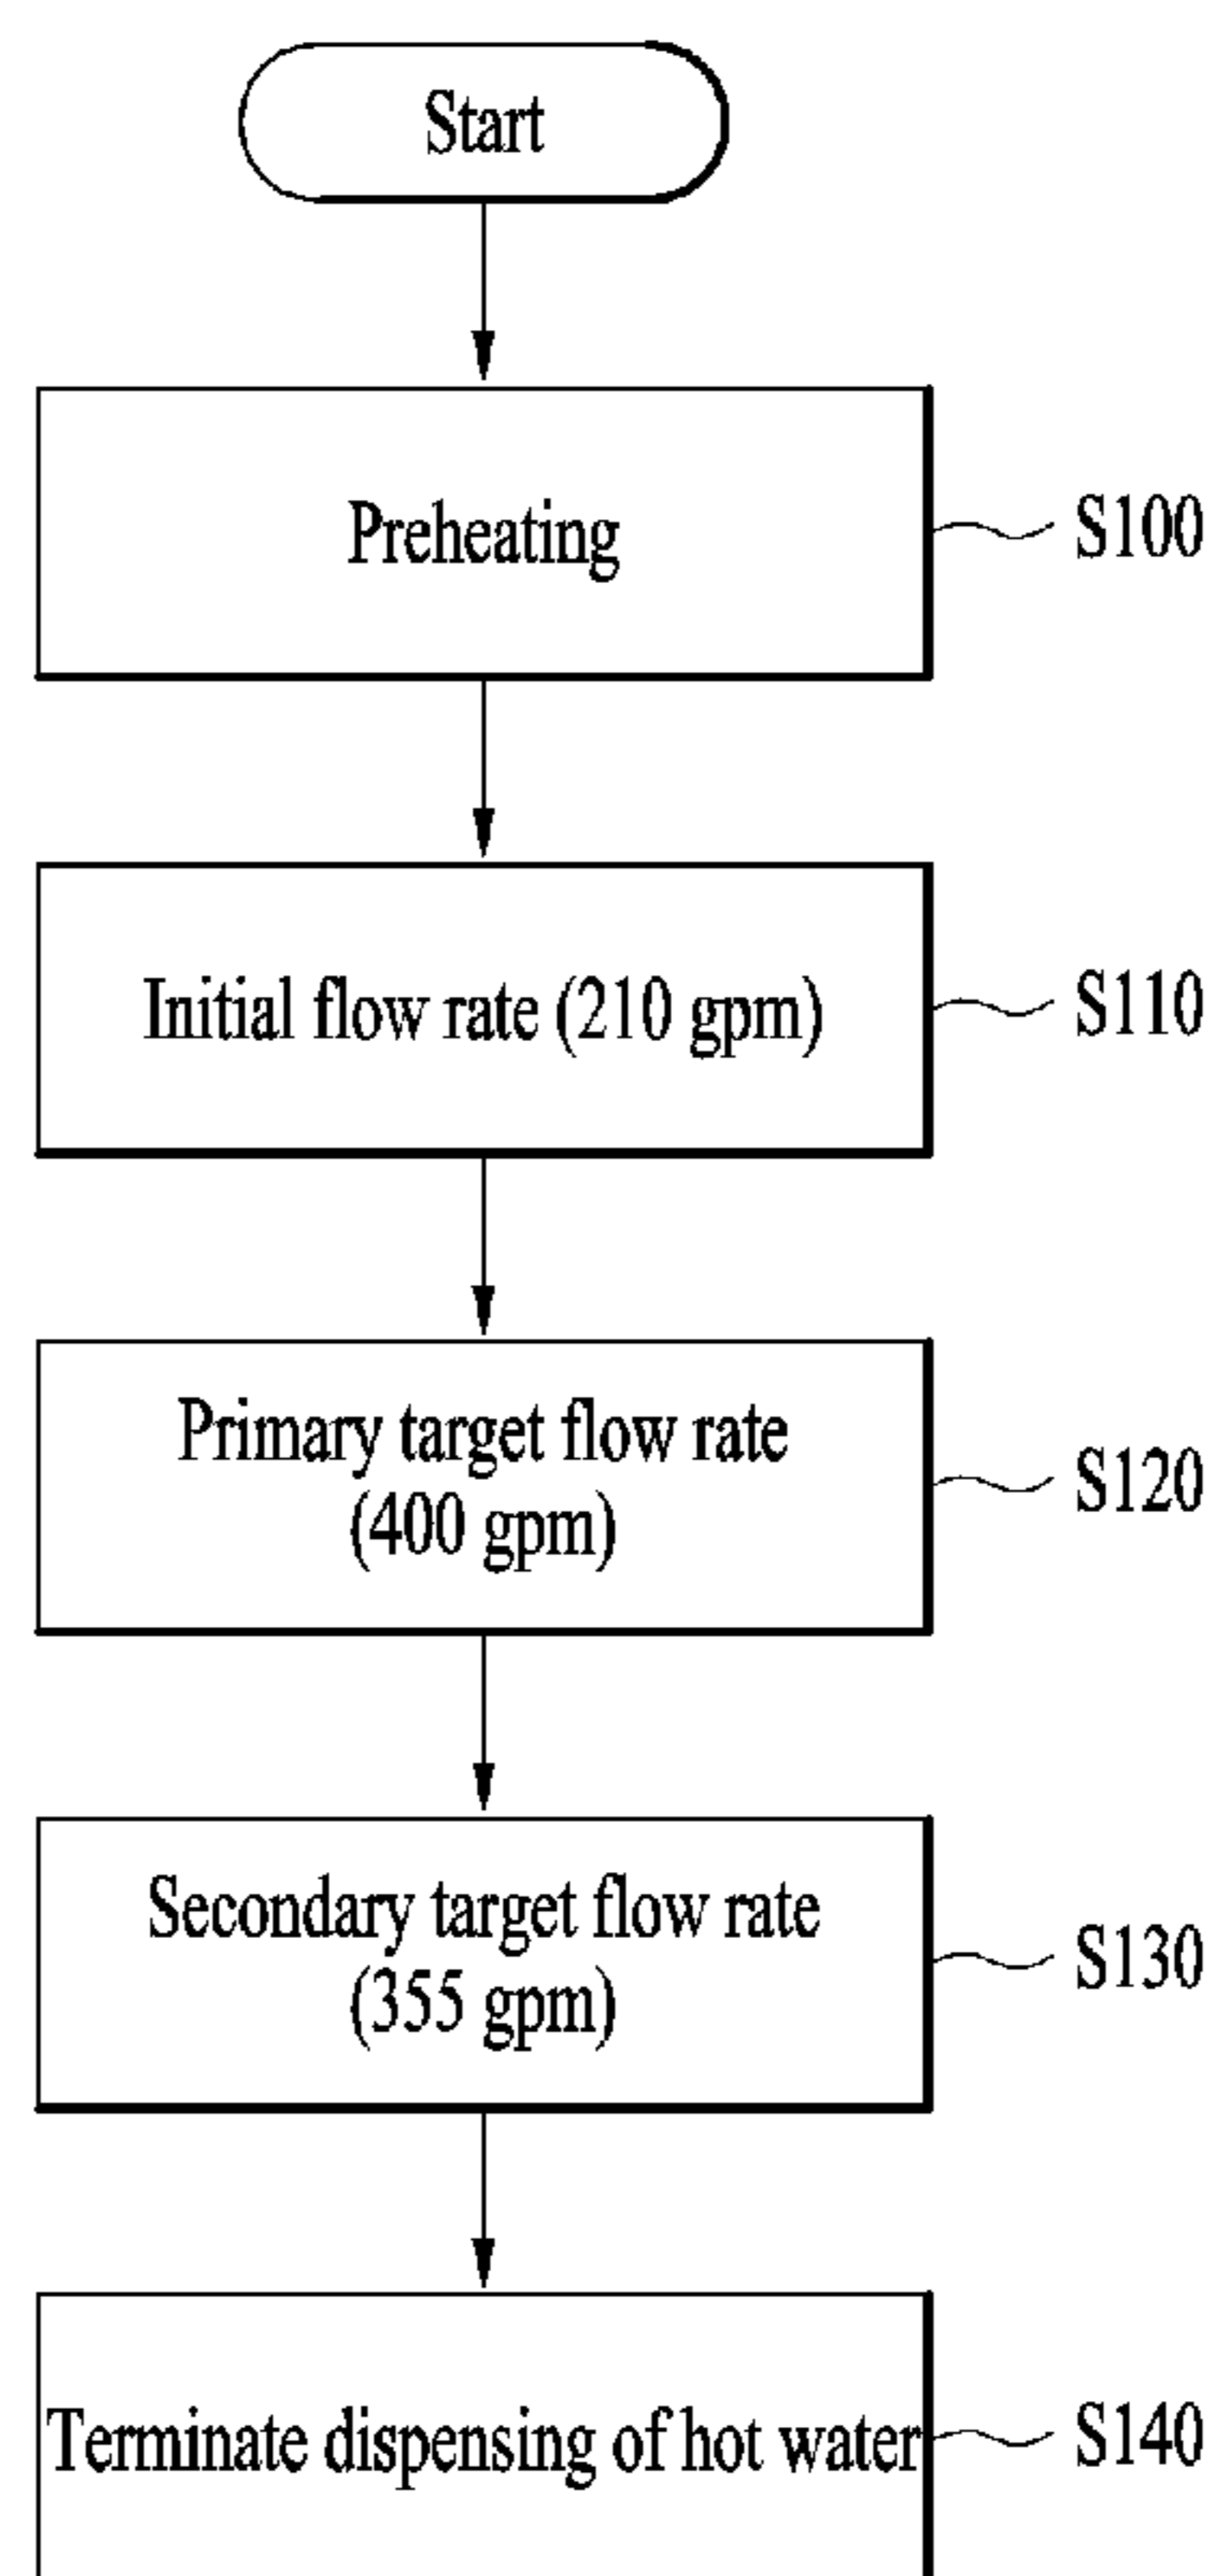 Start
Preheating
S100
Initial flow rate (210 gpm)
S110
Primary target flow rate
(400 gpm)
S120
Secondary target flow rate
(355 gpm)
S130
Terminate dispensing of hot water
S140